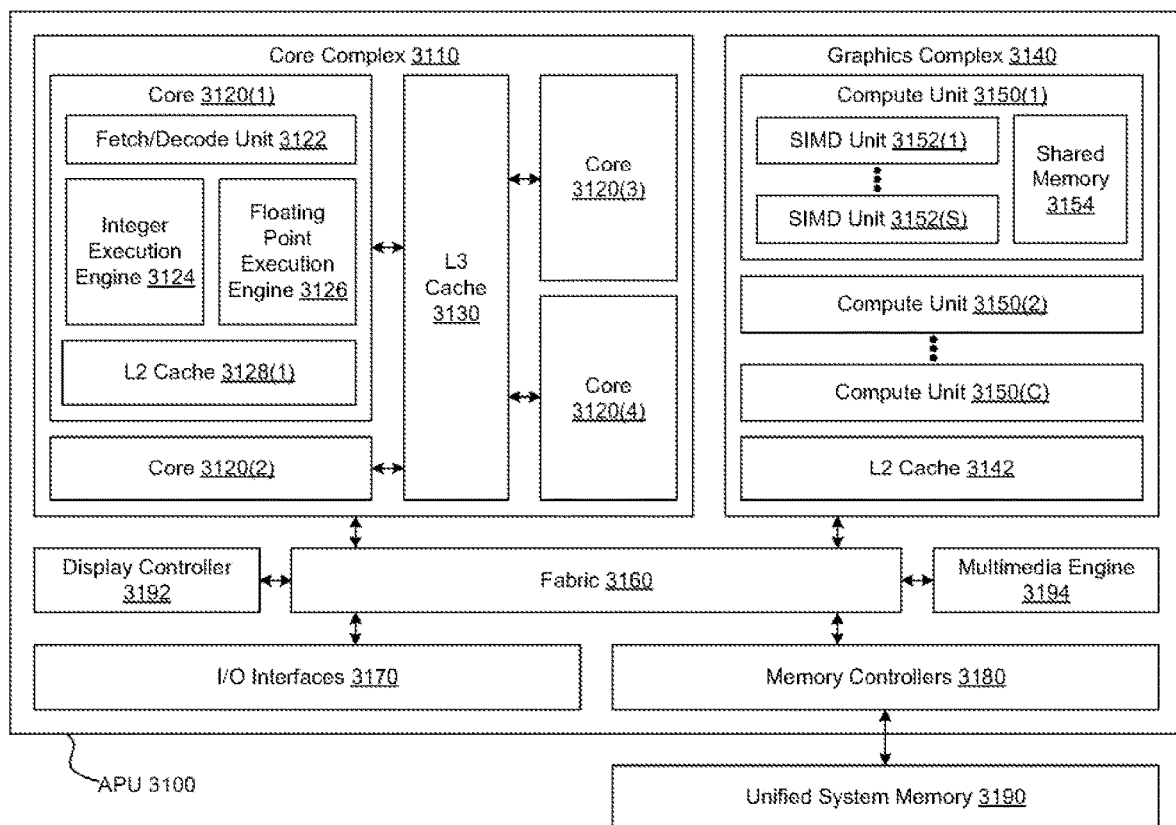 Core Complex 3110
Core 3120(1)
Fetch/Decode Unit 3122
Integer
Execution
Engine 3124
Floating
Point
Execution
Engine 3126
L2 Cache 3128(1)
Core 3120(2)
L3
Cache
3130
Core
3120(3)
Core
3120(4)
Graphics Complex 3140
Compute Unit 3150(1)
SIMD Unit 3152(1)
SIMD Unit 3152(S)
Shared
Memory
3154
Compute Unit 3150(2)
Compute Unit 3150(C)
L2 Cache 3142
Display Controller
3192
Fabric 3160
Multimedia Engine
3194
I/O Interfaces 3170
Memory Controllers 3180
APU 3100
Unified System Memory 3190